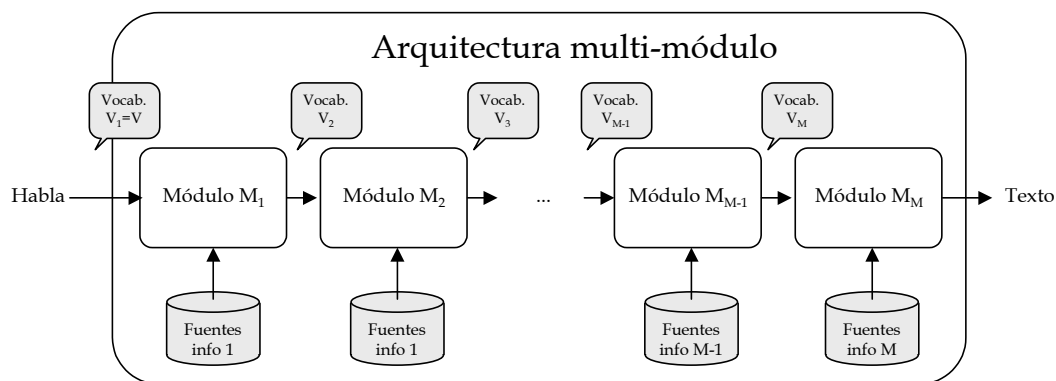 Arquitectura multi-módulo
Vocab.
V1=V
Vocab.
V2
Vocab.
V3
Vocab.
VM-1
Vocab.
VM
Habla
Módulo M1
Módulo M2
...
Módulo MM-1
Módulo MM
Texto
Fuentes
info 1
Fuentes
info 1
Fuentes
info M-1
Fuentes
info M